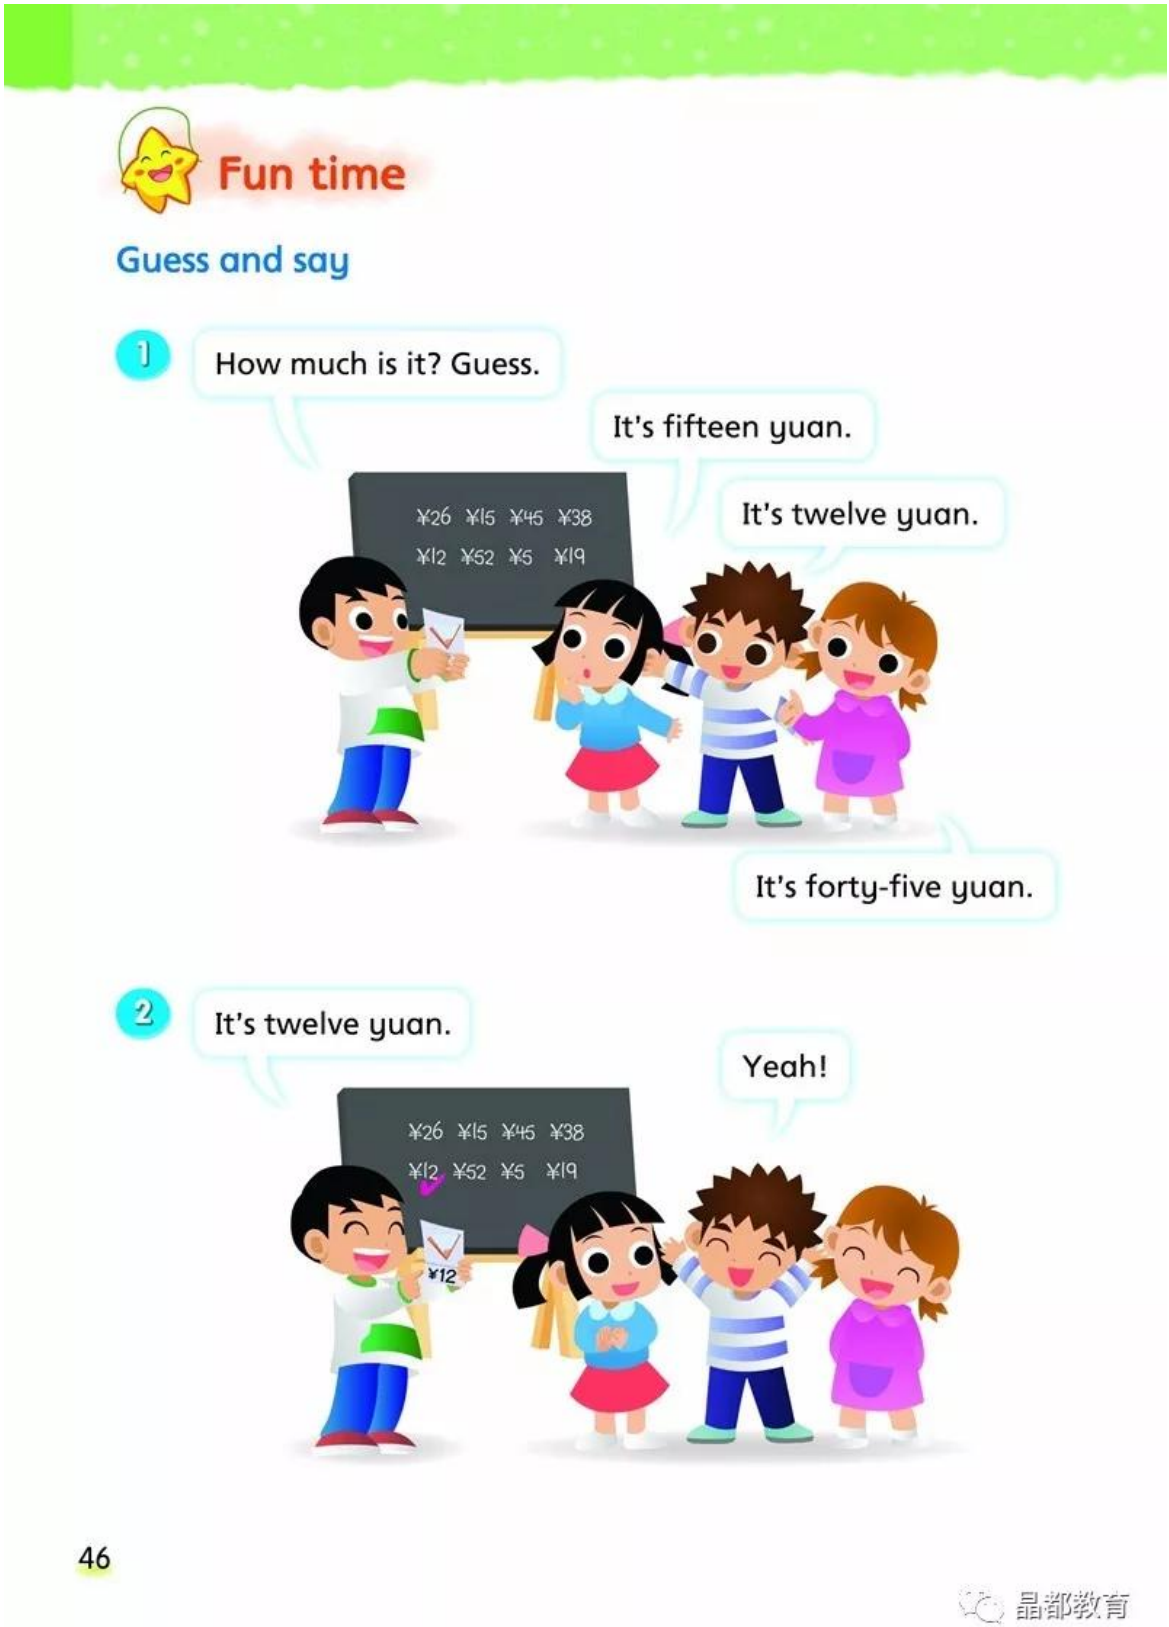 Fun time
Guess and say
1
How much is it? Guess.
It's fifteen yuan.
It's twelve yuan.
¥26 ¥15 ¥45 ¥38
¥12 ¥52 ¥5 ¥19
It's forty-five yuan.
2
It's twelve yuan.
Yeah!
¥26 ¥15 ¥45 ¥38
¥12 ¥52 ¥5 ¥19
¥12
46
晶都教育